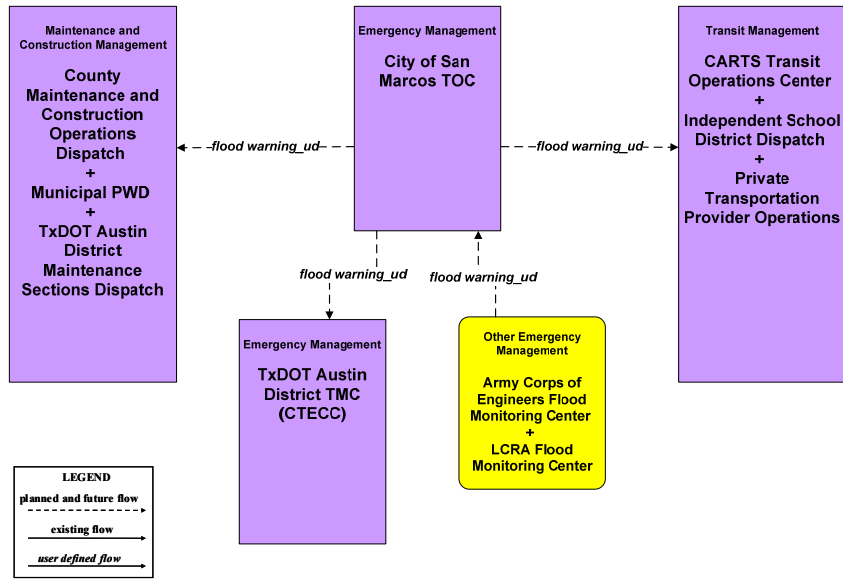 Maintenance and
Construction Management
County
Maintenance and
Construction
Operations
Dispatch
+
Municipal PWD
+
TxDOT Austin
District
Maintenance
Sections Dispatch
flood warning_ud
Emergency Management
City of San
Marcos TOC
flood warning_ud
Transit Management
CARTS Transit
Operations Center
+
Independent School
District Dispatch
+
Private
Transportation
Provider Operations
flood warning_ud
flood warning_ud
Emergency Management
TxDOT Austin
District TMC
(CTECC)
Other Emergency
Management
Army Corps of
Engineers Flood
Monitoring Center
+
LCRA Flood
Monitoring Center
LEGEND
planned and future flow
existing flow
user defined flow